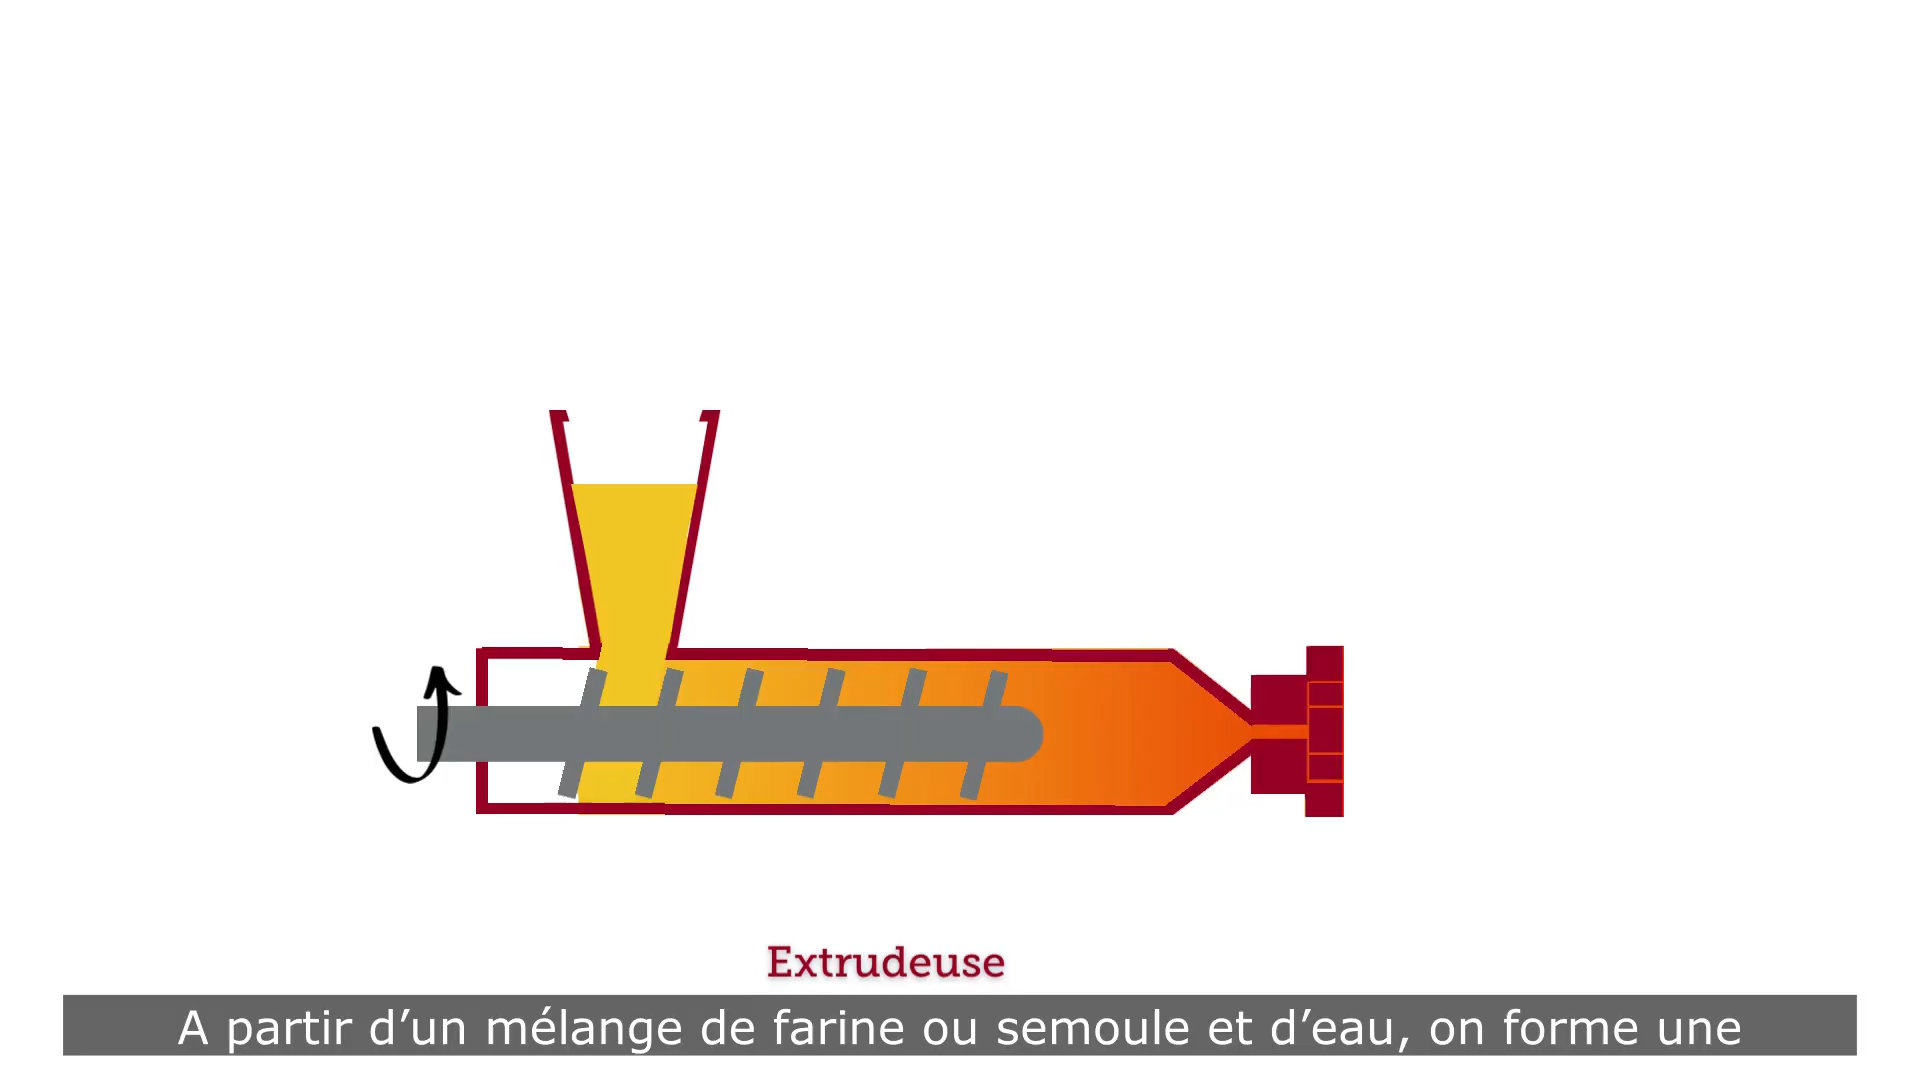 Extrudeuse
A partir d’un mélange de farine ou semoule et d’eau, on forme une